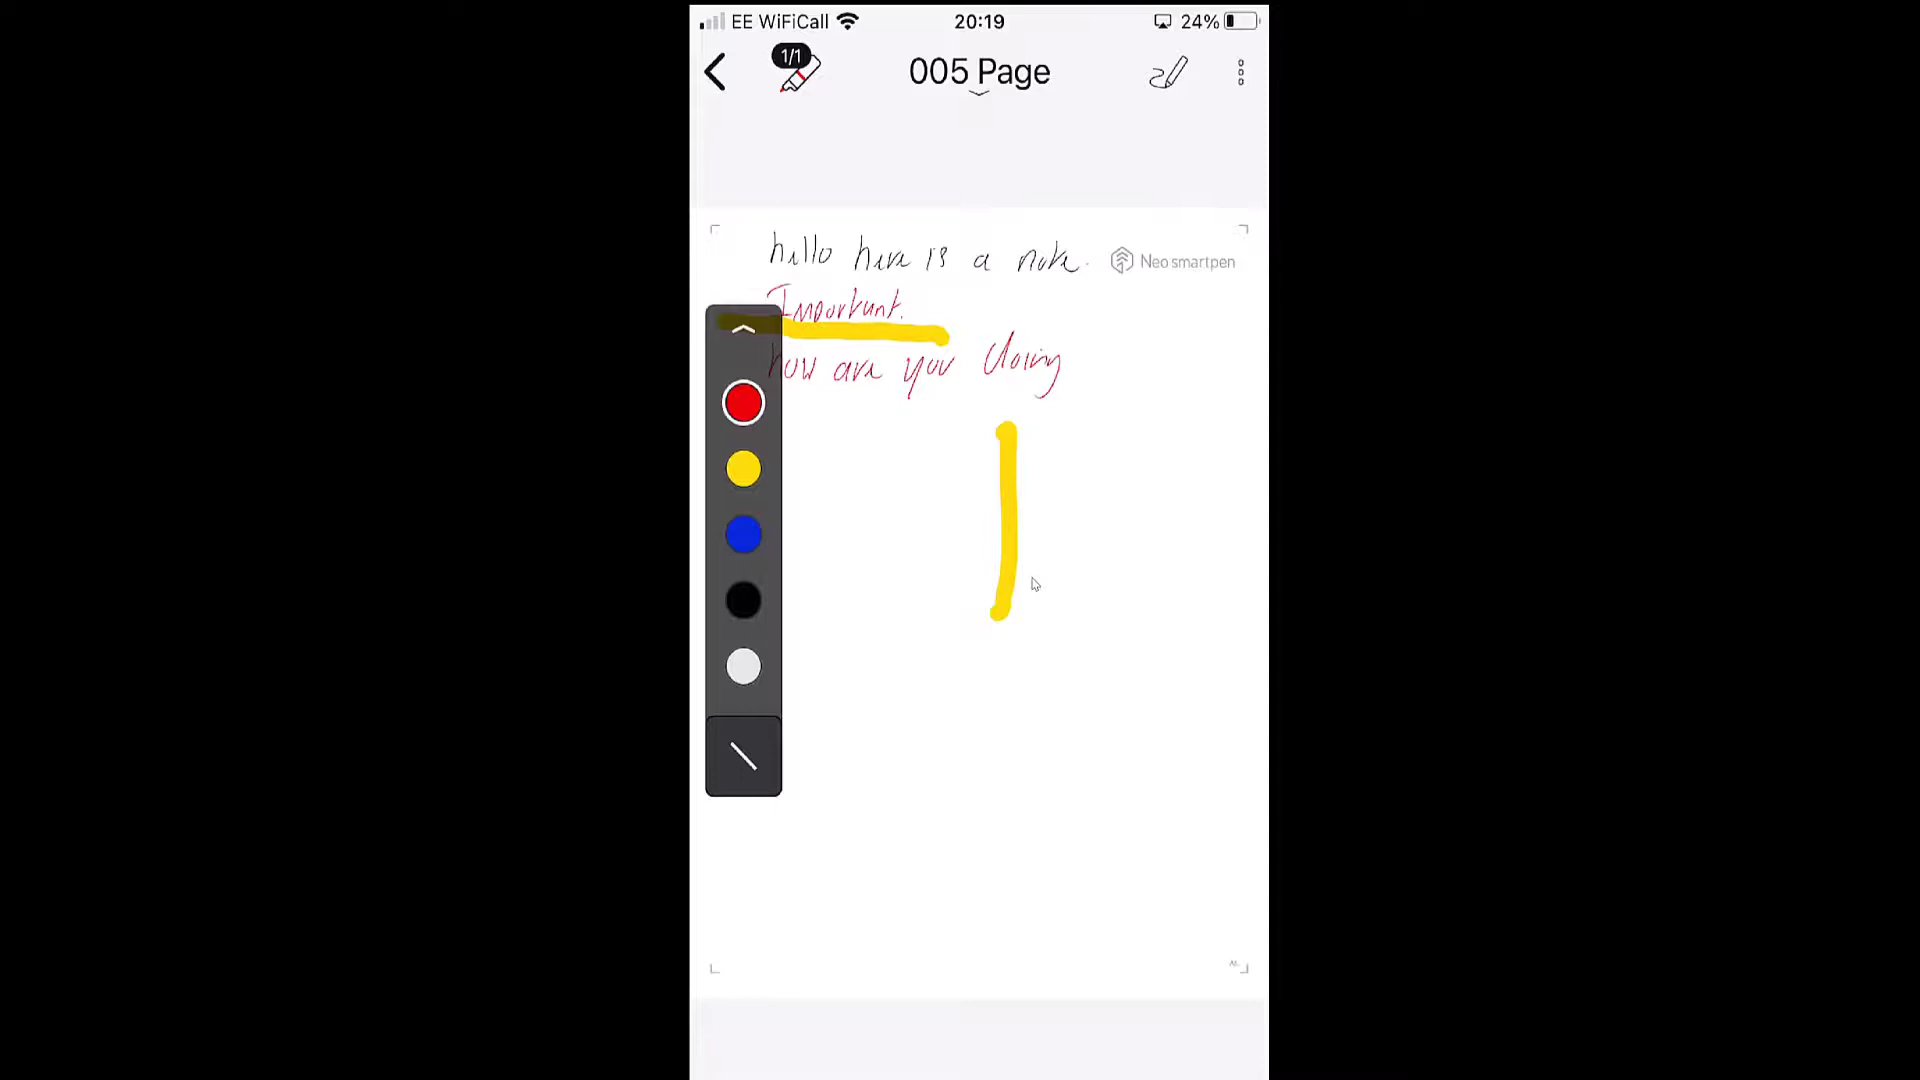 EE WiFiCall 20:19 24%
1/1 005 Page
hello here is a note. Neo smartpen
Important.
how are you doing